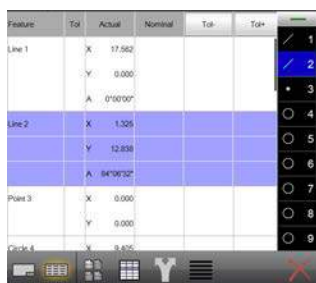 Feature Tol Actual Nominal Tol- Tol+
Line 1 X 17.562
Y 0.000
A 0°00'00"
Line 2 X 1.325
Y 12.838
A 84°06'32"
Point 3 X 0.000
Y 0.000
Circle 4 X 9.405
1
2
3
4
5
6
7
8
9